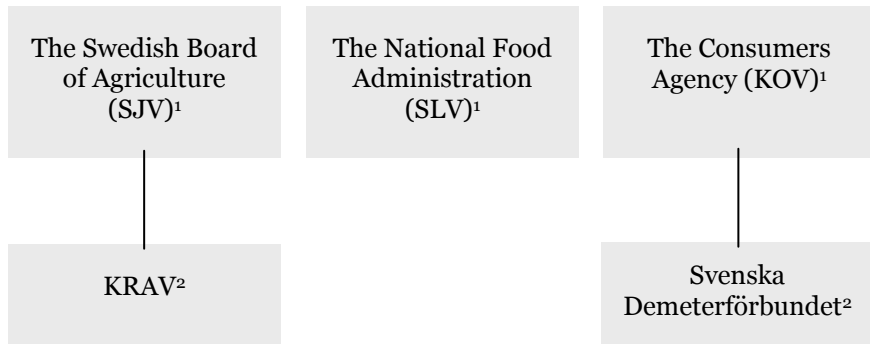 The Swedish Board
of Agriculture
(SJV)¹
The National Food
Administration
(SLV)¹
The Consumers
Agency (KOV)¹
KRAV²
Svenska
Demeterförbundet²